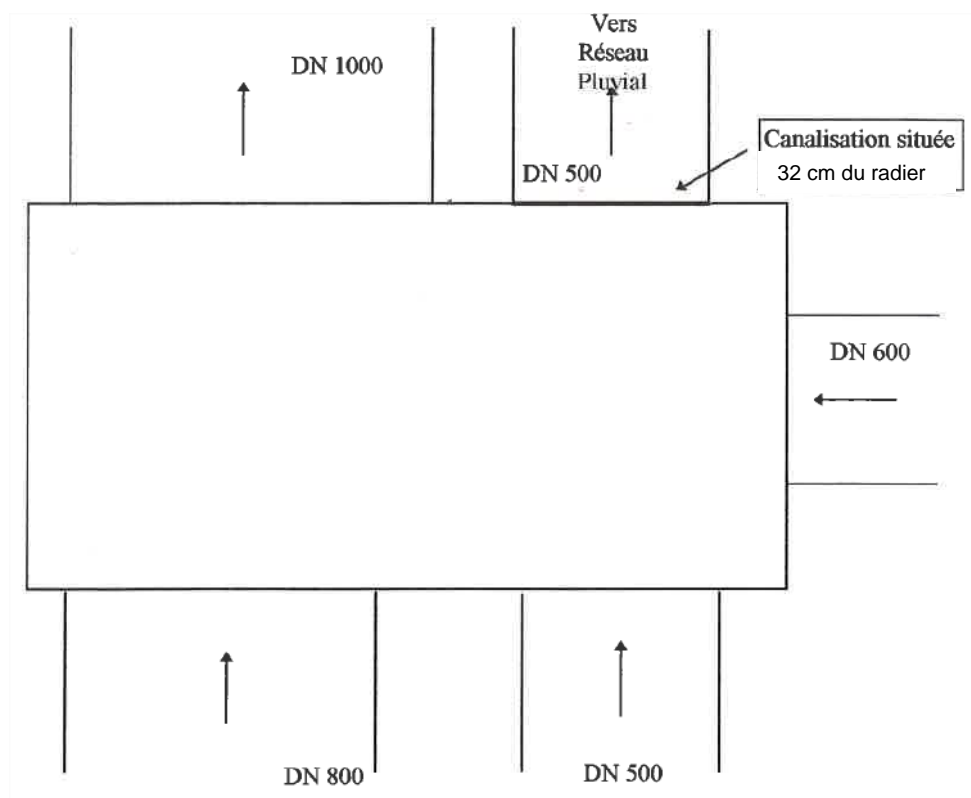 Vers
Réseau
Pluvial
DN 1000
DN 500
Canalisation située
32 cm du radier
DN 600
DN 800
DN 500